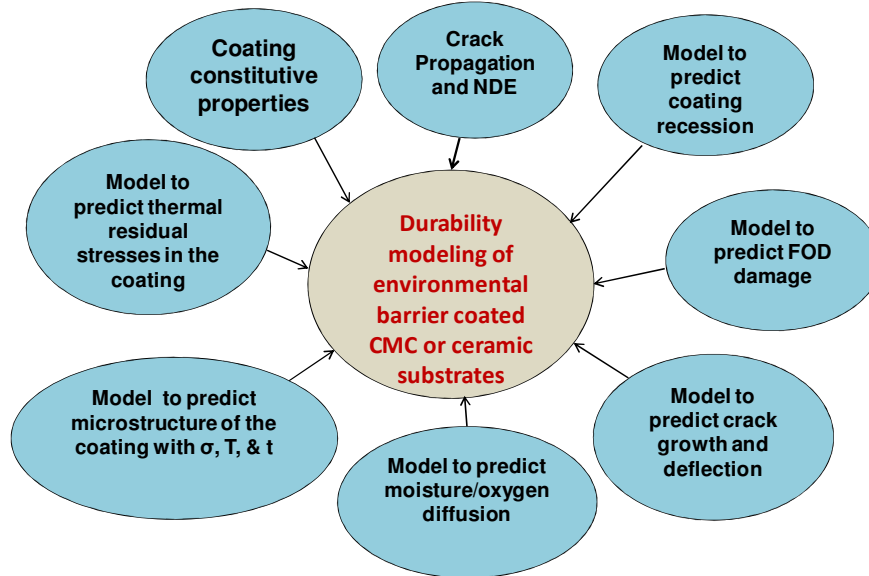 Coating
constitutive
properties
Crack
Propagation
and NDE
Model to
predict
coating
recession
Model to
predict thermal
residual
stresses in the
coating
Durability
modeling of
environmental
barrier coated
CMC or ceramic
substrates
Model to
predict FOD
damage
Model to predict
microstructure of the
coating with σ, T, & t
Model to predict
moisture/oxygen
diffusion
Model to
predict crack
growth and
deflection